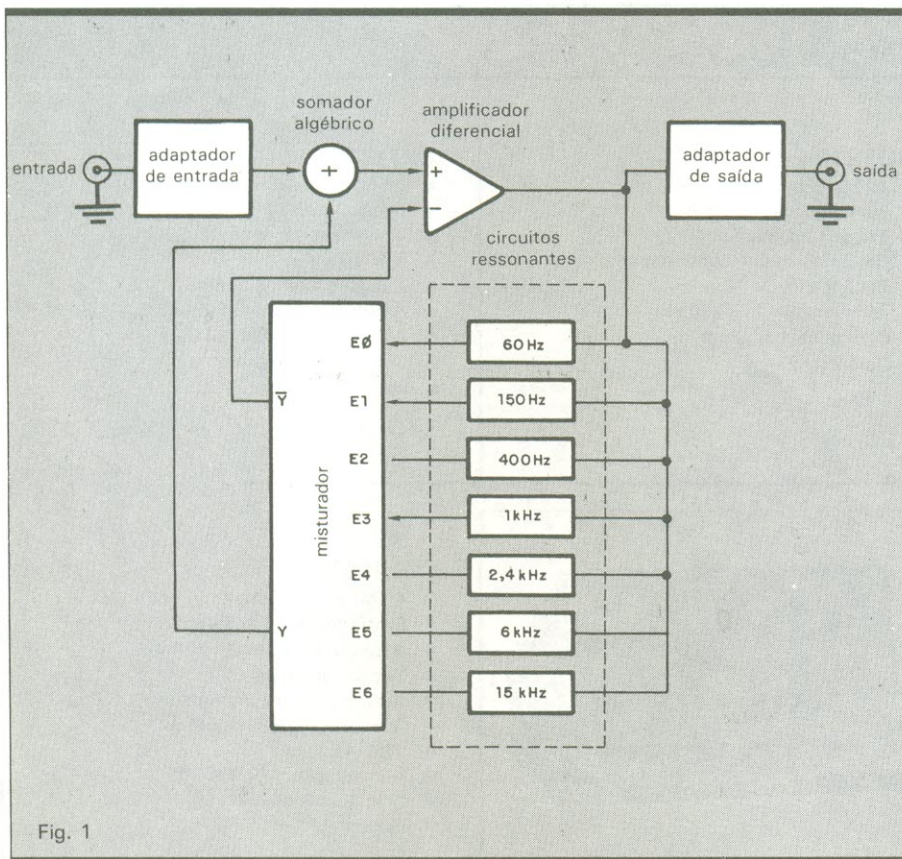 somador
algébrico
amplificador
diferencial
entrada
adaptador
de entrada
+
+
−
adaptador
de saída
saída
circuitos
ressonantes
misturador
Y̅
Y
EØ
60 Hz
E1
150 Hz
E2
400 Hz
E3
1 kHz
E4
2,4 kHz
E5
6 kHz
E6
15 kHz
Fig. 1